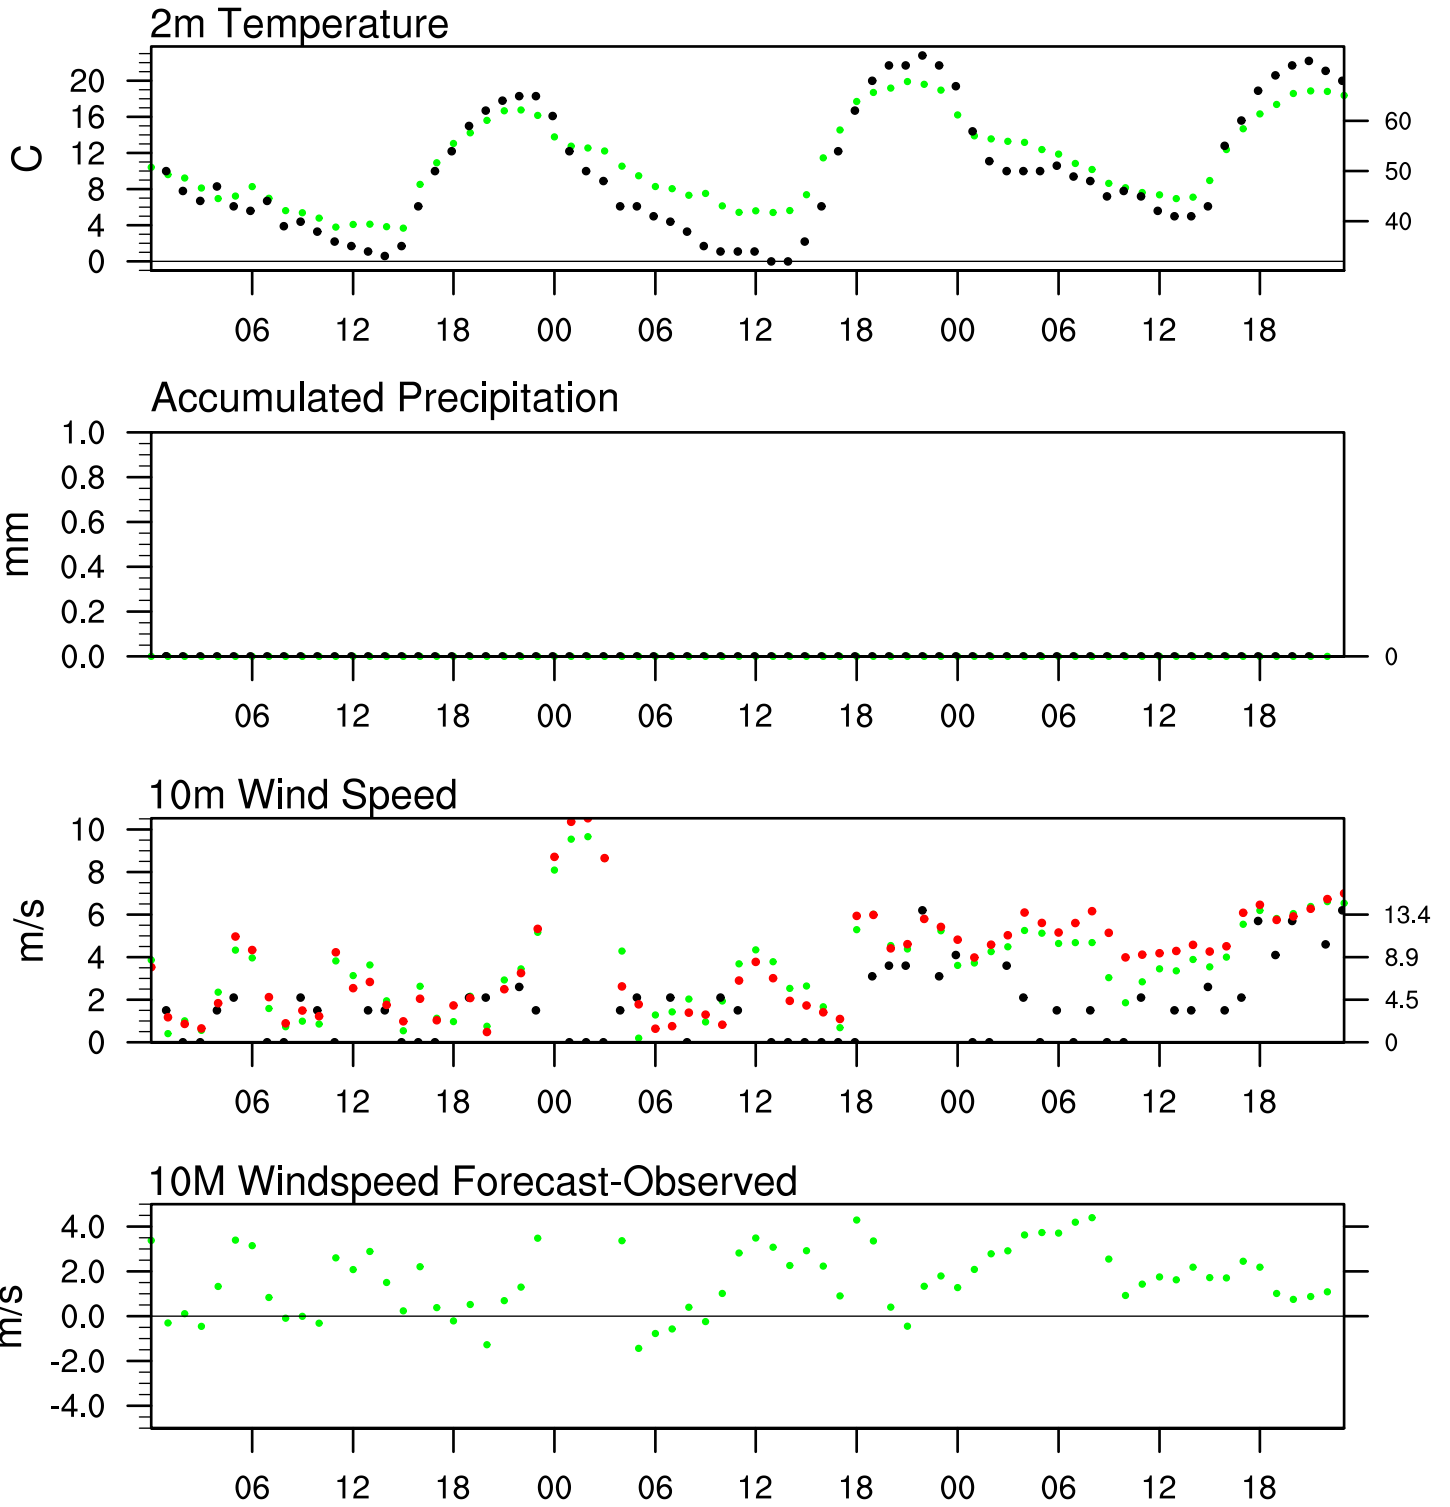 2m Temperature
20
16
12
8
4
0
C
60
50
40
06 12 18 00 06 12 18 00 06 12 18
Accumulated Precipitation
1.0
0.8
0.6
0.4
0.2
0.0
mm
0
06 12 18 00 06 12 18 00 06 12 18
10m Wind Speed
10
8
6
4
2
0
m/s
13.4
8.9
4.5
0
06 12 18 00 06 12 18 00 06 12 18
10M Windspeed Forecast-Observed
4.0
2.0
0.0
-2.0
-4.0
m/s
06 12 18 00 06 12 18 00 06 12 18